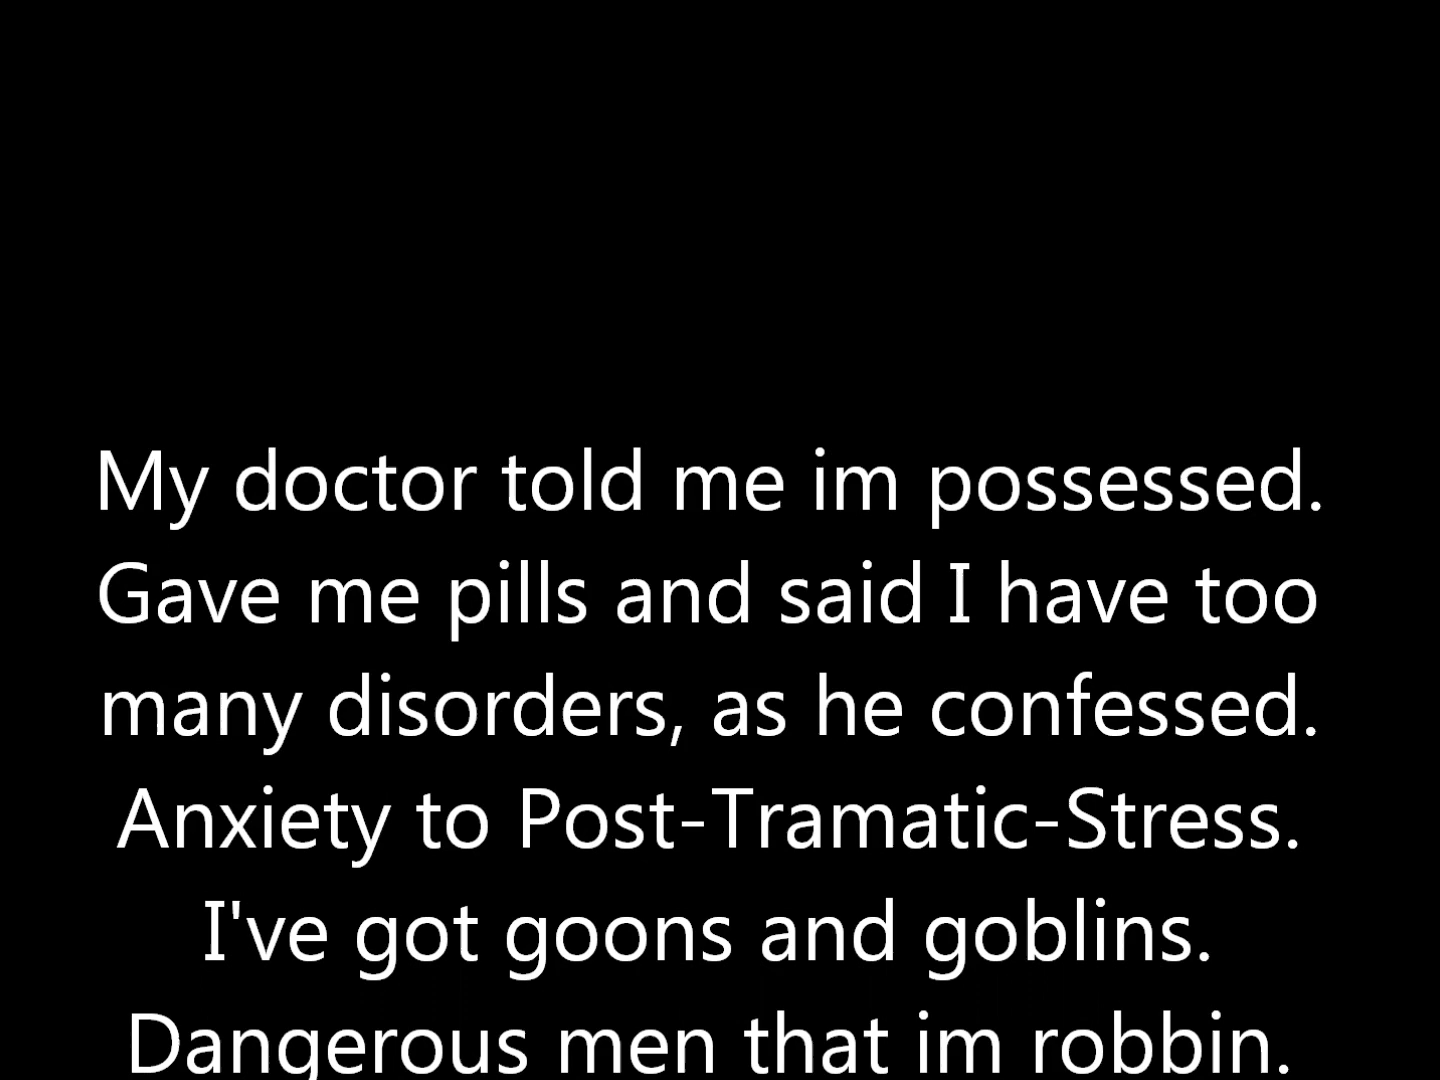 My doctor told me im possessed.
Gave me pills and said I have too
many disorders, as he confessed.
Anxiety to Post-Tramatic-Stress.
I've got goons and goblins.
Dangerous men that im robbin.